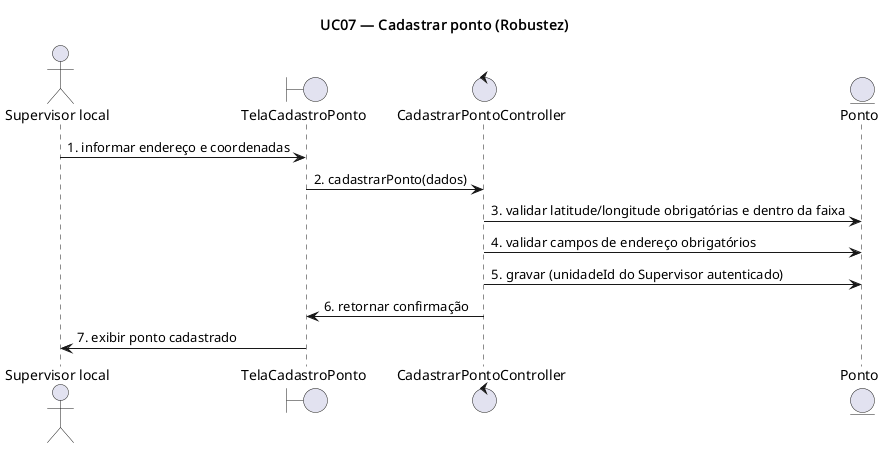 UC07 — Cadastrar ponto (Robustez)
Supervisor local
TelaCadastroPonto
CadastrarPontoController
Ponto
1. informar endereço e coordenadas
2. cadastrarPonto(dados)
3. validar latitude/longitude obrigatórias e dentro da faixa
4. validar campos de endereço obrigatórios
5. gravar (unidadeId do Supervisor autenticado)
6. retornar confirmação
7. exibir ponto cadastrado
Supervisor local
TelaCadastroPonto
CadastrarPontoController
Ponto